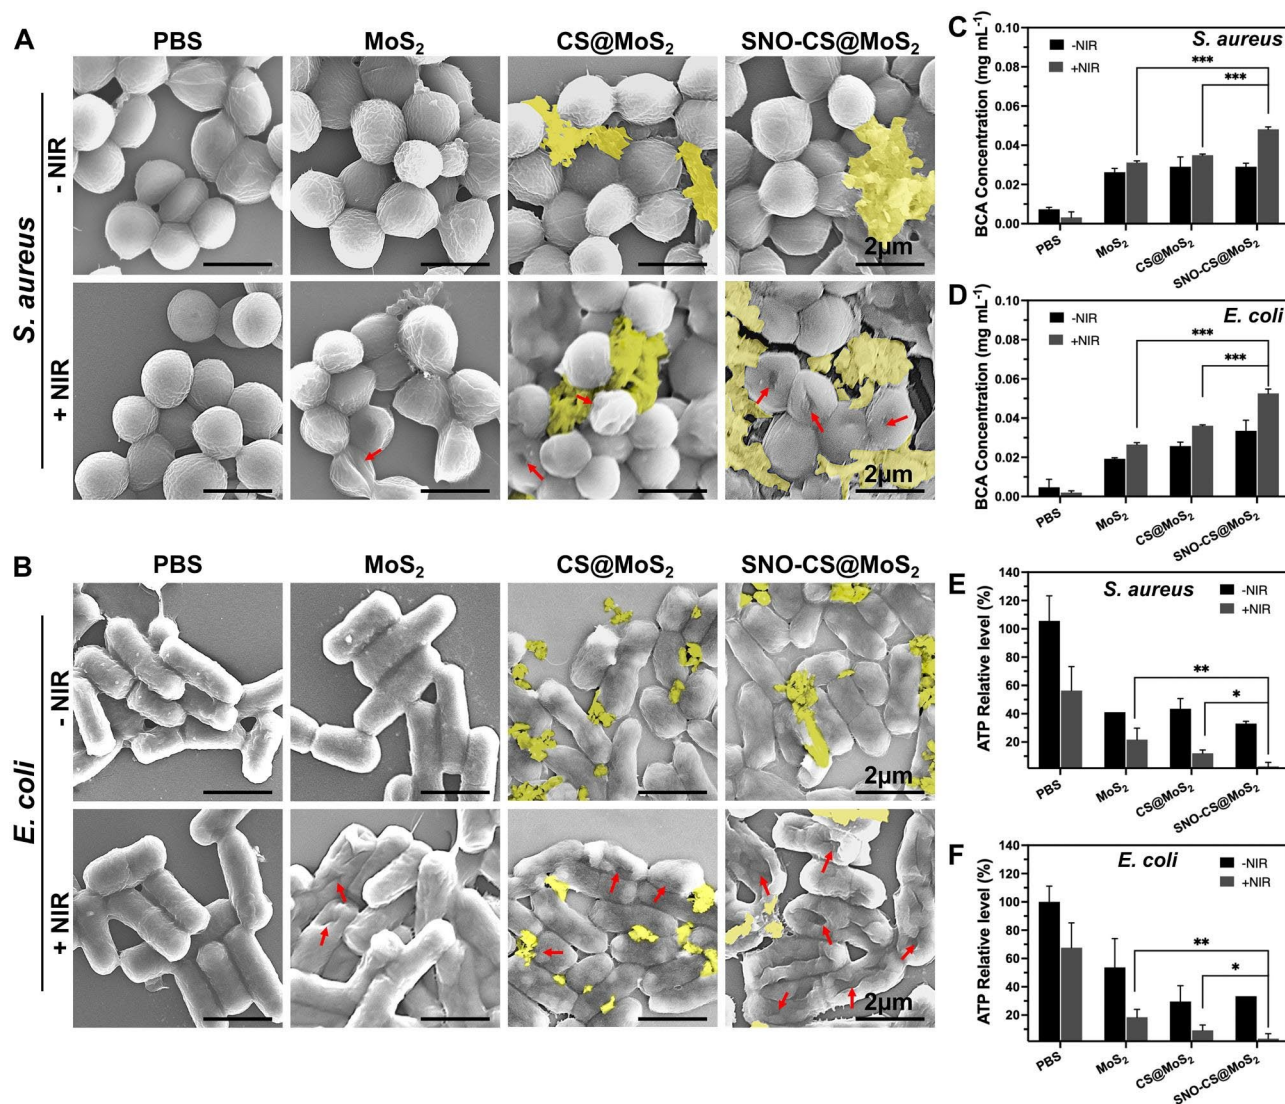 A
PBS
MoS₂
CS@MoS₂
SNO-CS@MoS₂
S. aureus
- NIR
+ NIR
2μm
2μm
B
PBS
MoS₂
CS@MoS₂
SNO-CS@MoS₂
E. coli
- NIR
+ NIR
2μm
2μm
C
S. aureus
BCA Concentration (mg mL⁻¹)
0.10
0.08
0.06
0.04
0.02
0.00
-NIR
+NIR
***
***
PBS
MoS₂
CS@MoS₂
SNO-CS@MoS₂
D
E. coli
BCA Concentration (mg mL⁻¹)
0.10
0.08
0.06
0.04
0.02
0.00
-NIR
+NIR
***
***
PBS
MoS₂
CS@MoS₂
SNO-CS@MoS₂
E
S. aureus
ATP Relative level (%)
140
120
100
80
60
40
20
-NIR
+NIR
**
*
PBS
MoS₂
CS@MoS₂
SNO-CS@MoS₂
F
E. coli
ATP Relative level (%)
140
120
100
80
60
40
20
-NIR
+NIR
**
*
PBS
MoS₂
CS@MoS₂
SNO-CS@MoS₂